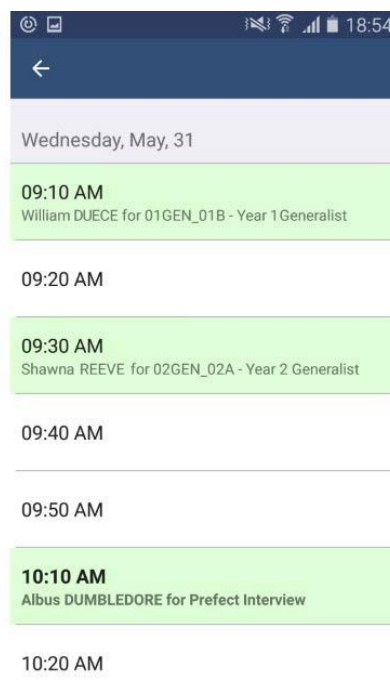 18:54
Wednesday, May, 31
09:10 AM
William DUECE for 01GEN_01B - Year 1 Generalist
09:20 AM
09:30 AM
Shawna REEVE for 02GEN_02A - Year 2 Generalist
09:40 AM
09:50 AM
10:10 AM
Albus DUMBLEDORE for Prefect Interview
10:20 AM